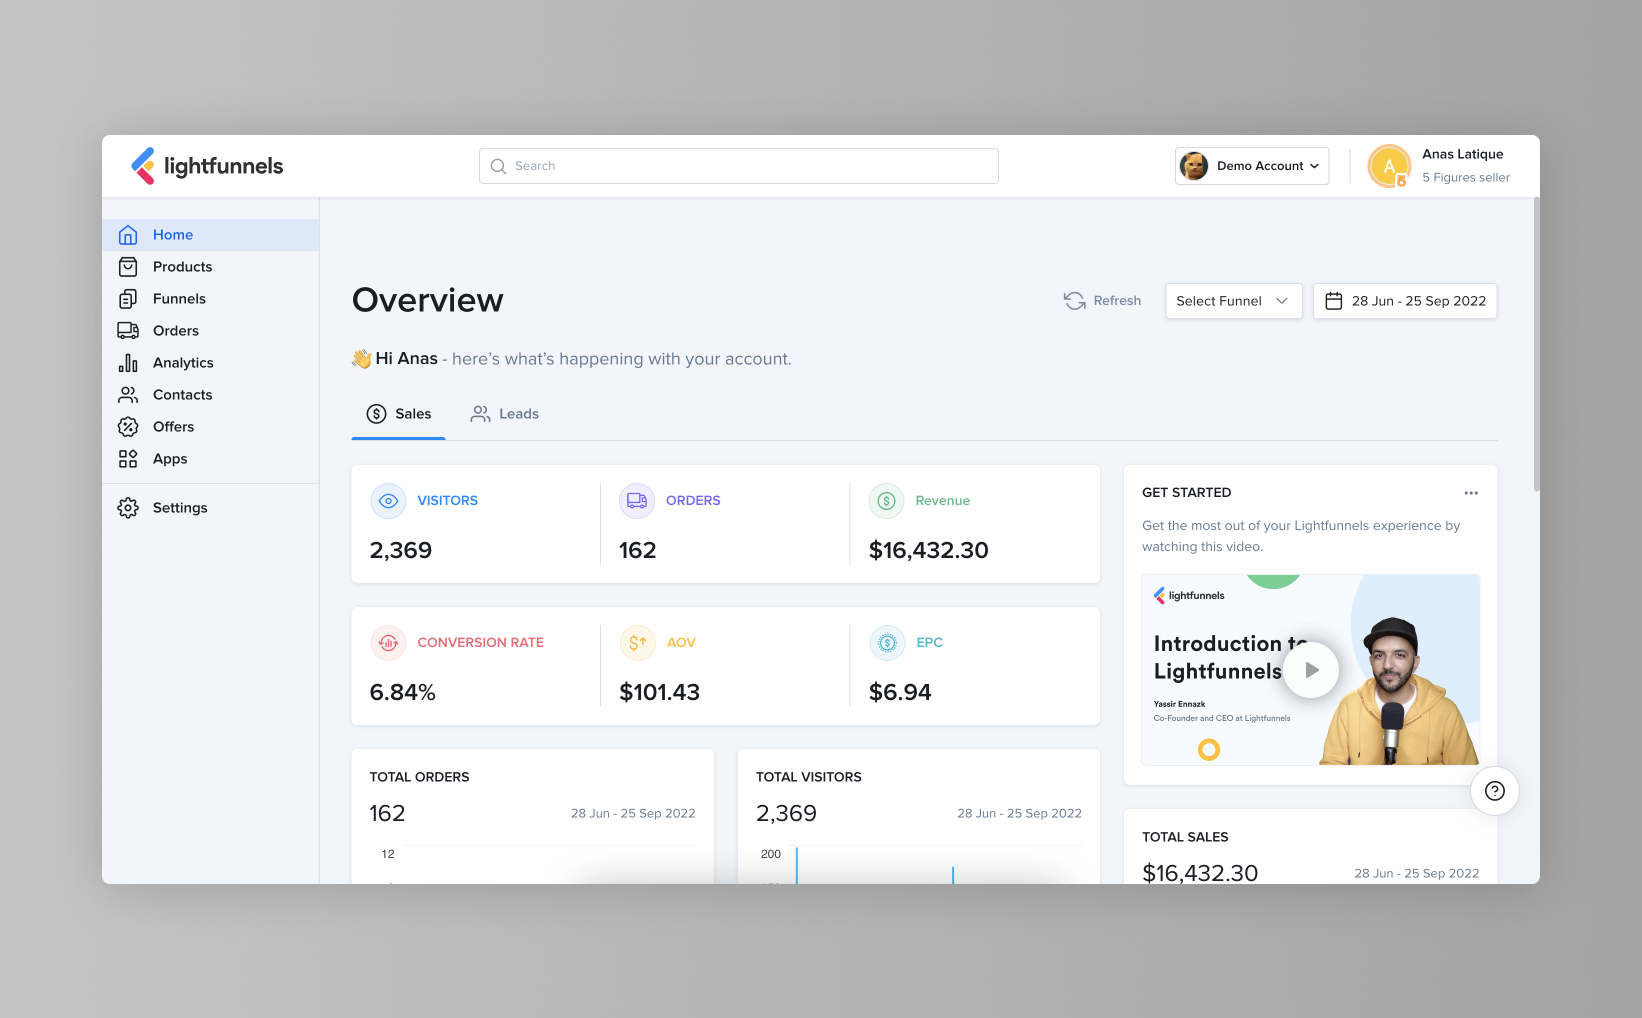 lightfunnels
Search
Demo Account
A
Anas Latique
5 Figures seller
Home
Products
Funnels
Orders
Analytics
Contacts
Offers
Apps
Settings
Overview
Refresh
Select Funnel
28 Jun - 25 Sep 2022
👋 Hi Anas - here’s what’s happening with your account.
Sales
Leads
VISITORS
2,369
ORDERS
162
Revenue
$16,432.30
CONVERSION RATE
6.84%
AOV
$101.43
EPC
$6.94
GET STARTED
Get the most out of your Lightfunnels experience by
watching this video.
lightfunnels
Introduction to
Lightfunnels
Yassir Ennazk
Co-Founder and CEO at Lightfunnels
TOTAL ORDERS
162
28 Jun - 25 Sep 2022
12
TOTAL VISITORS
2,369
28 Jun - 25 Sep 2022
200
TOTAL SALES
$16,432.30
28 Jun - 25 Sep 2022